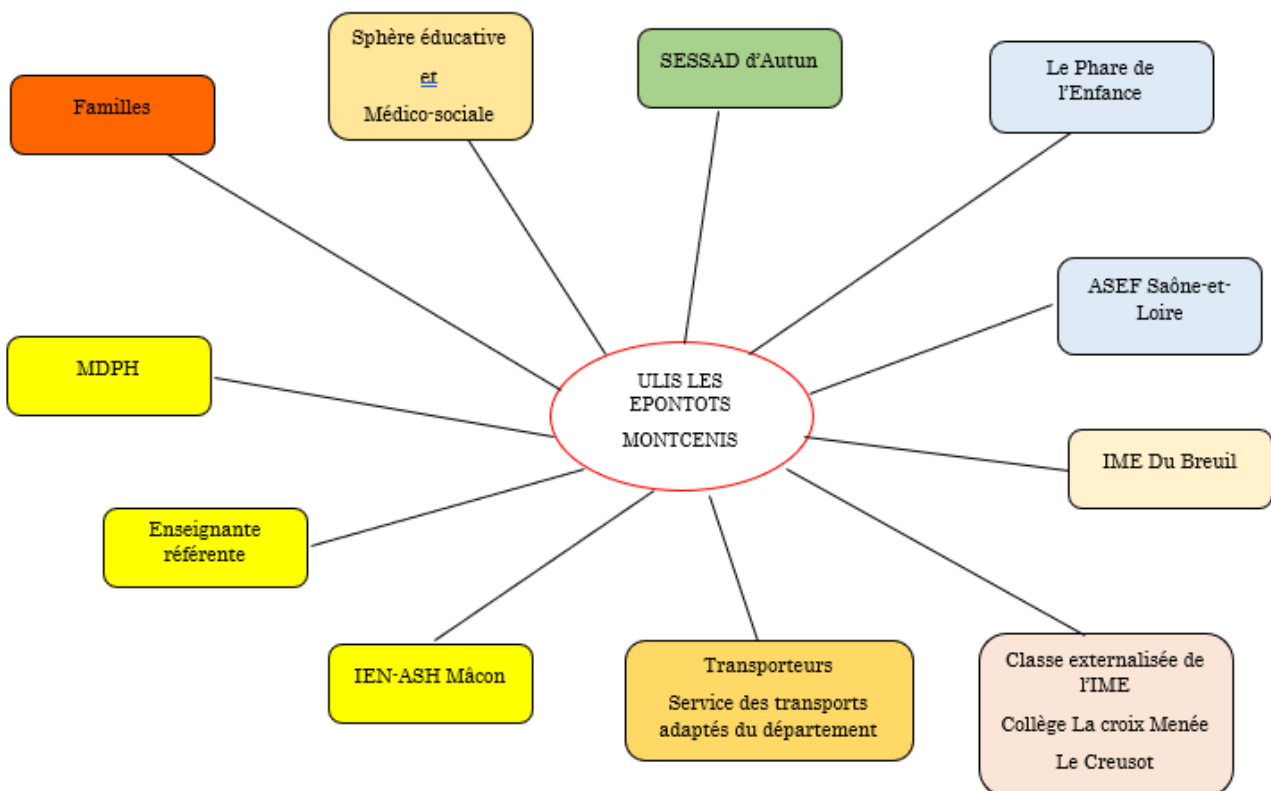 Sphère éducative
et
Médico-sociale
SESSAD d'Autun
Le Phare de
l'Enfance
Familles
ASEF Saône-et-
Loire
MDPH
ULIS LES
EPONTOTS
MONTCENIS
IME Du Breuil
Enseignante
référente
IEN-ASH Mâcon
Transporteurs
Service des transports
adaptés du département
Classe externalisée de
l'IME
Collège La croix Menée
Le Creusot